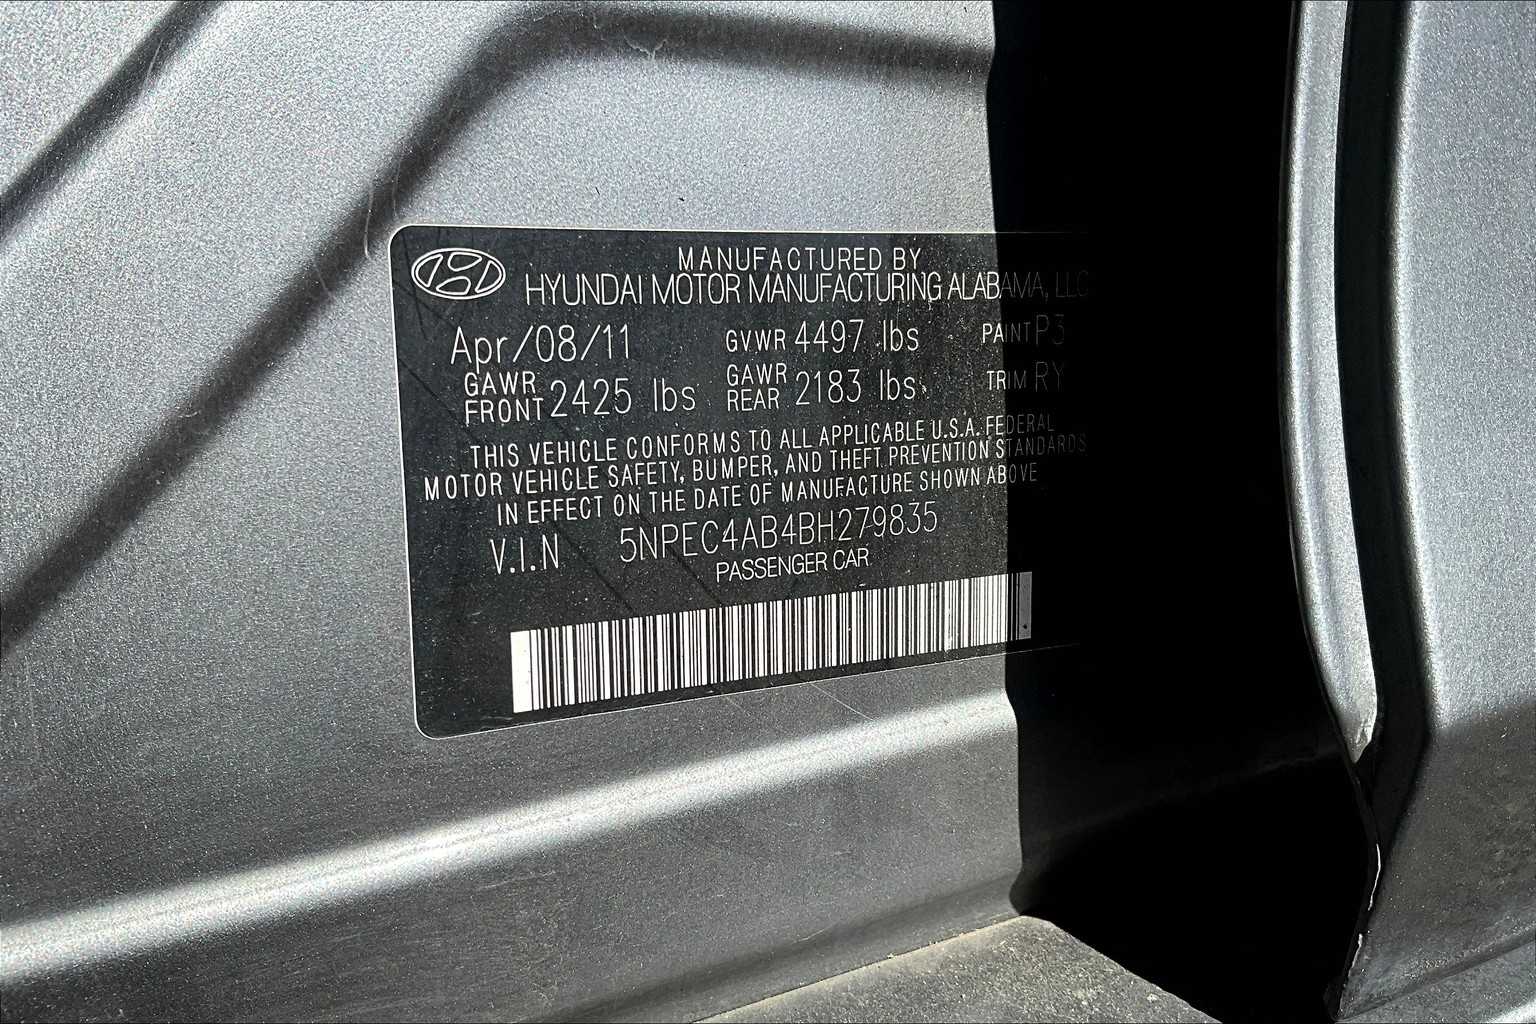 MANUFACTURED BY
HYUNDAI MOTOR MANUFACTURING ALABAMA, LLC
Apr/08/11 GVWR 4497 lbs PAINT P3
GAWR FRONT 2425 lbs GAWR REAR 2183 lbs TRIM RY
THIS VEHICLE CONFORMS TO ALL APPLICABLE U.S.A. FEDERAL
MOTOR VEHICLE SAFETY, BUMPER, AND THEFT PREVENTION STANDARDS
IN EFFECT ON THE DATE OF MANUFACTURE SHOWN ABOVE
V.I.N 5NPEC4AB4BH279835
PASSENGER CAR